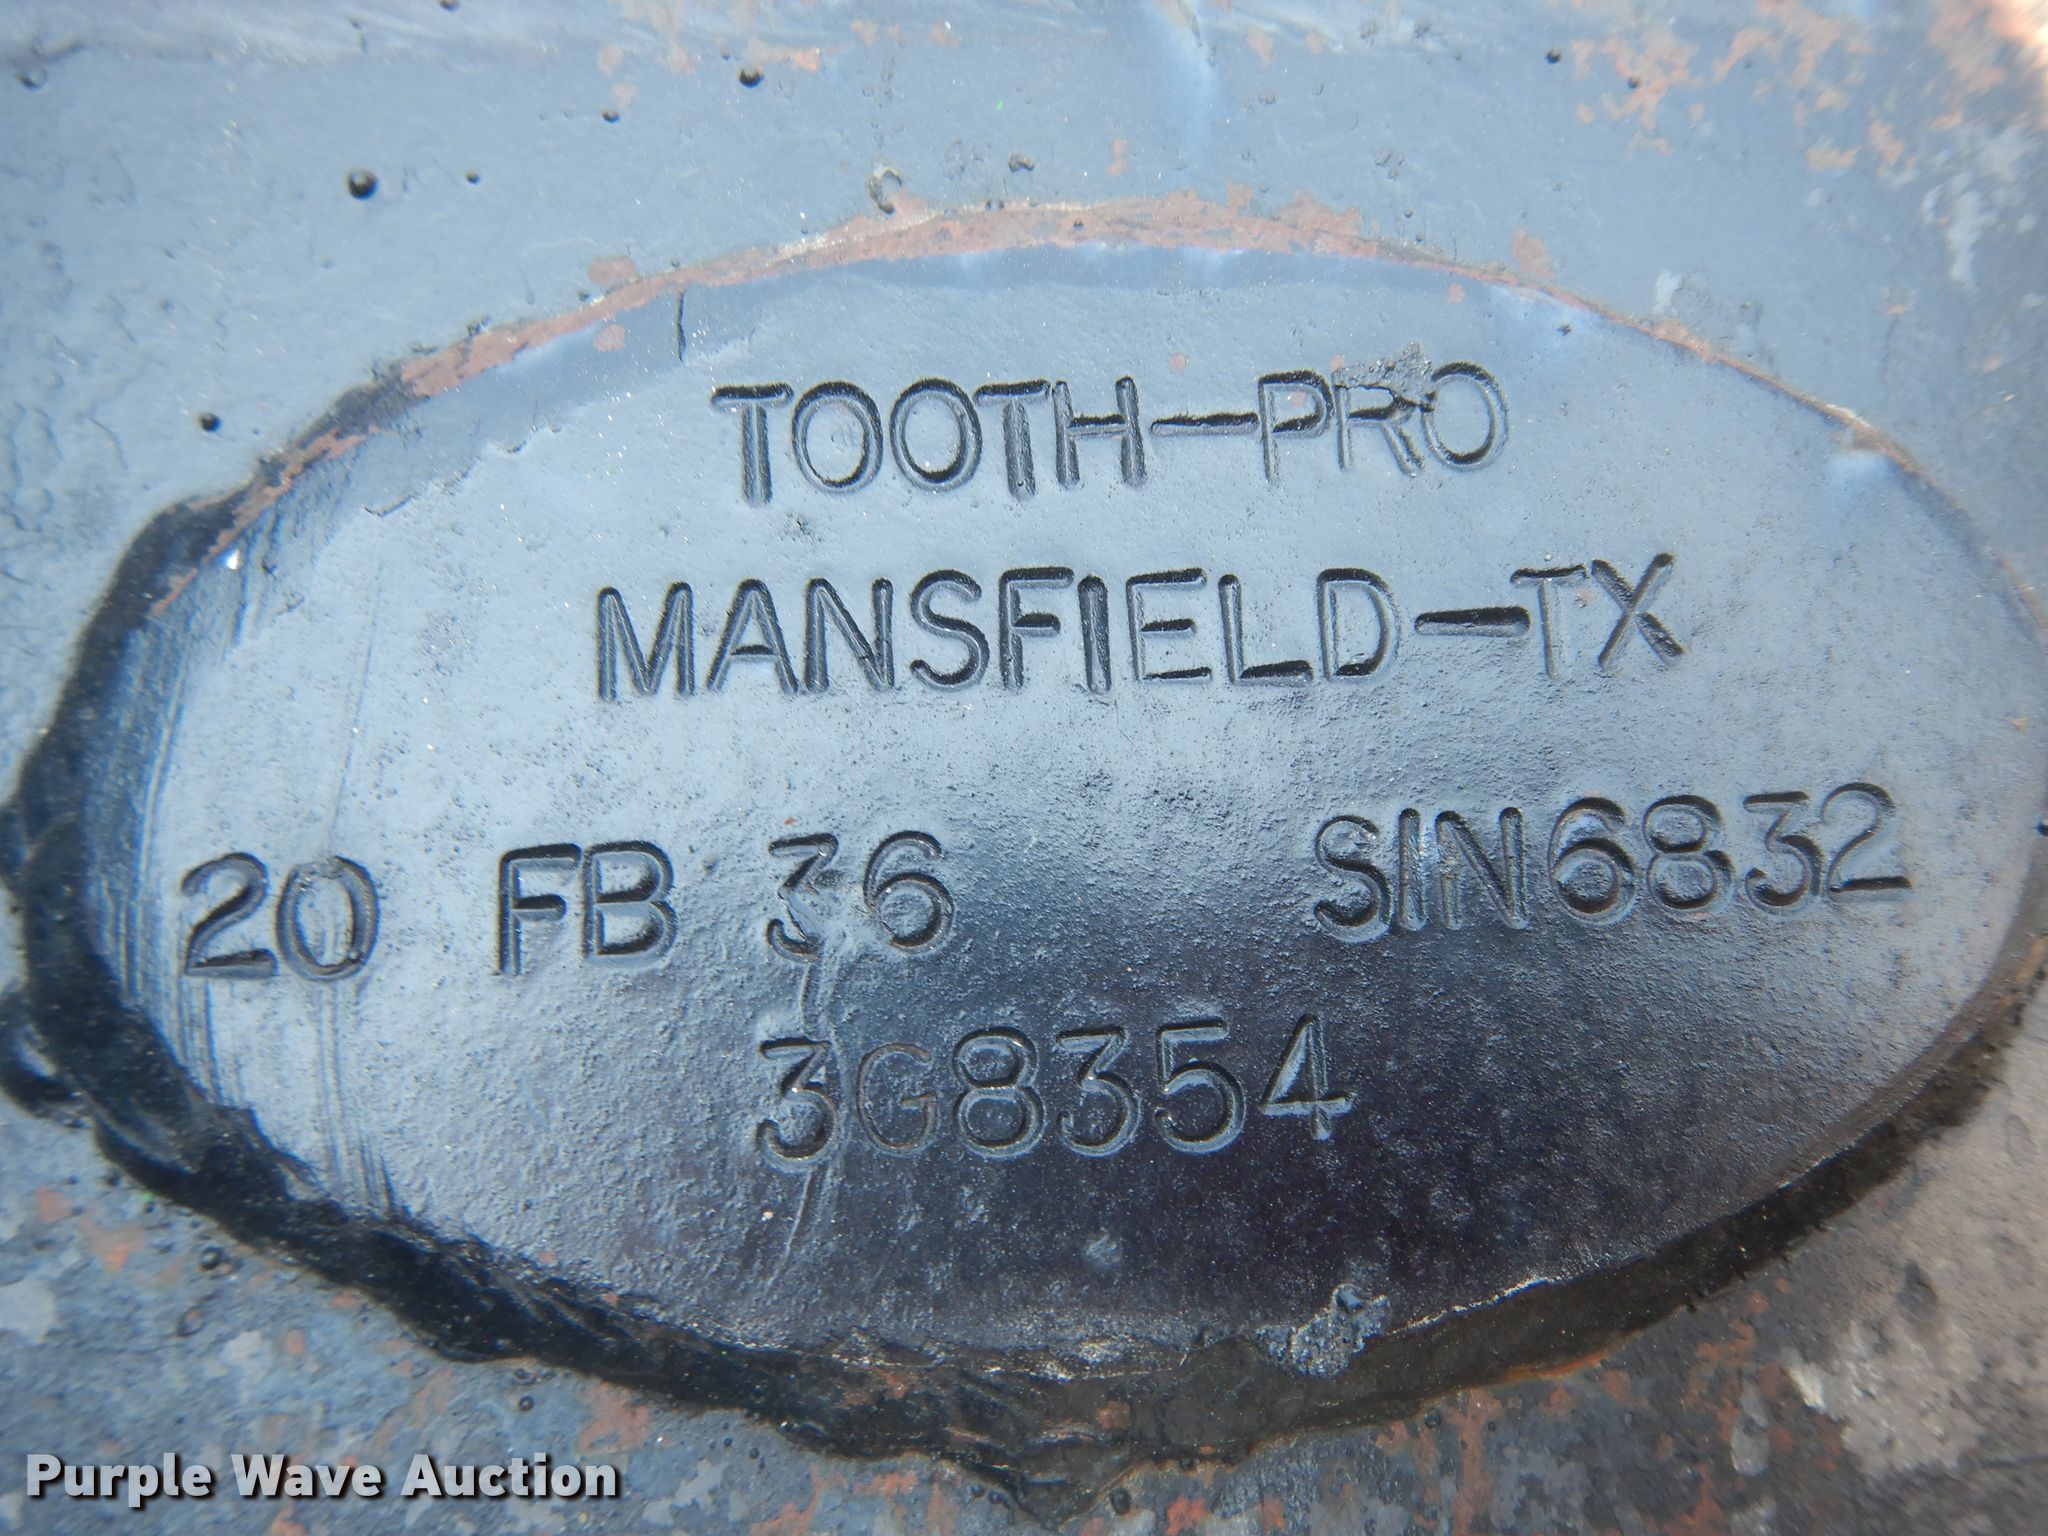 TOOTH-PRO
MANSFIELD-TX
20 FB 36 SIN6832
3G8354
Purple Wave Auction